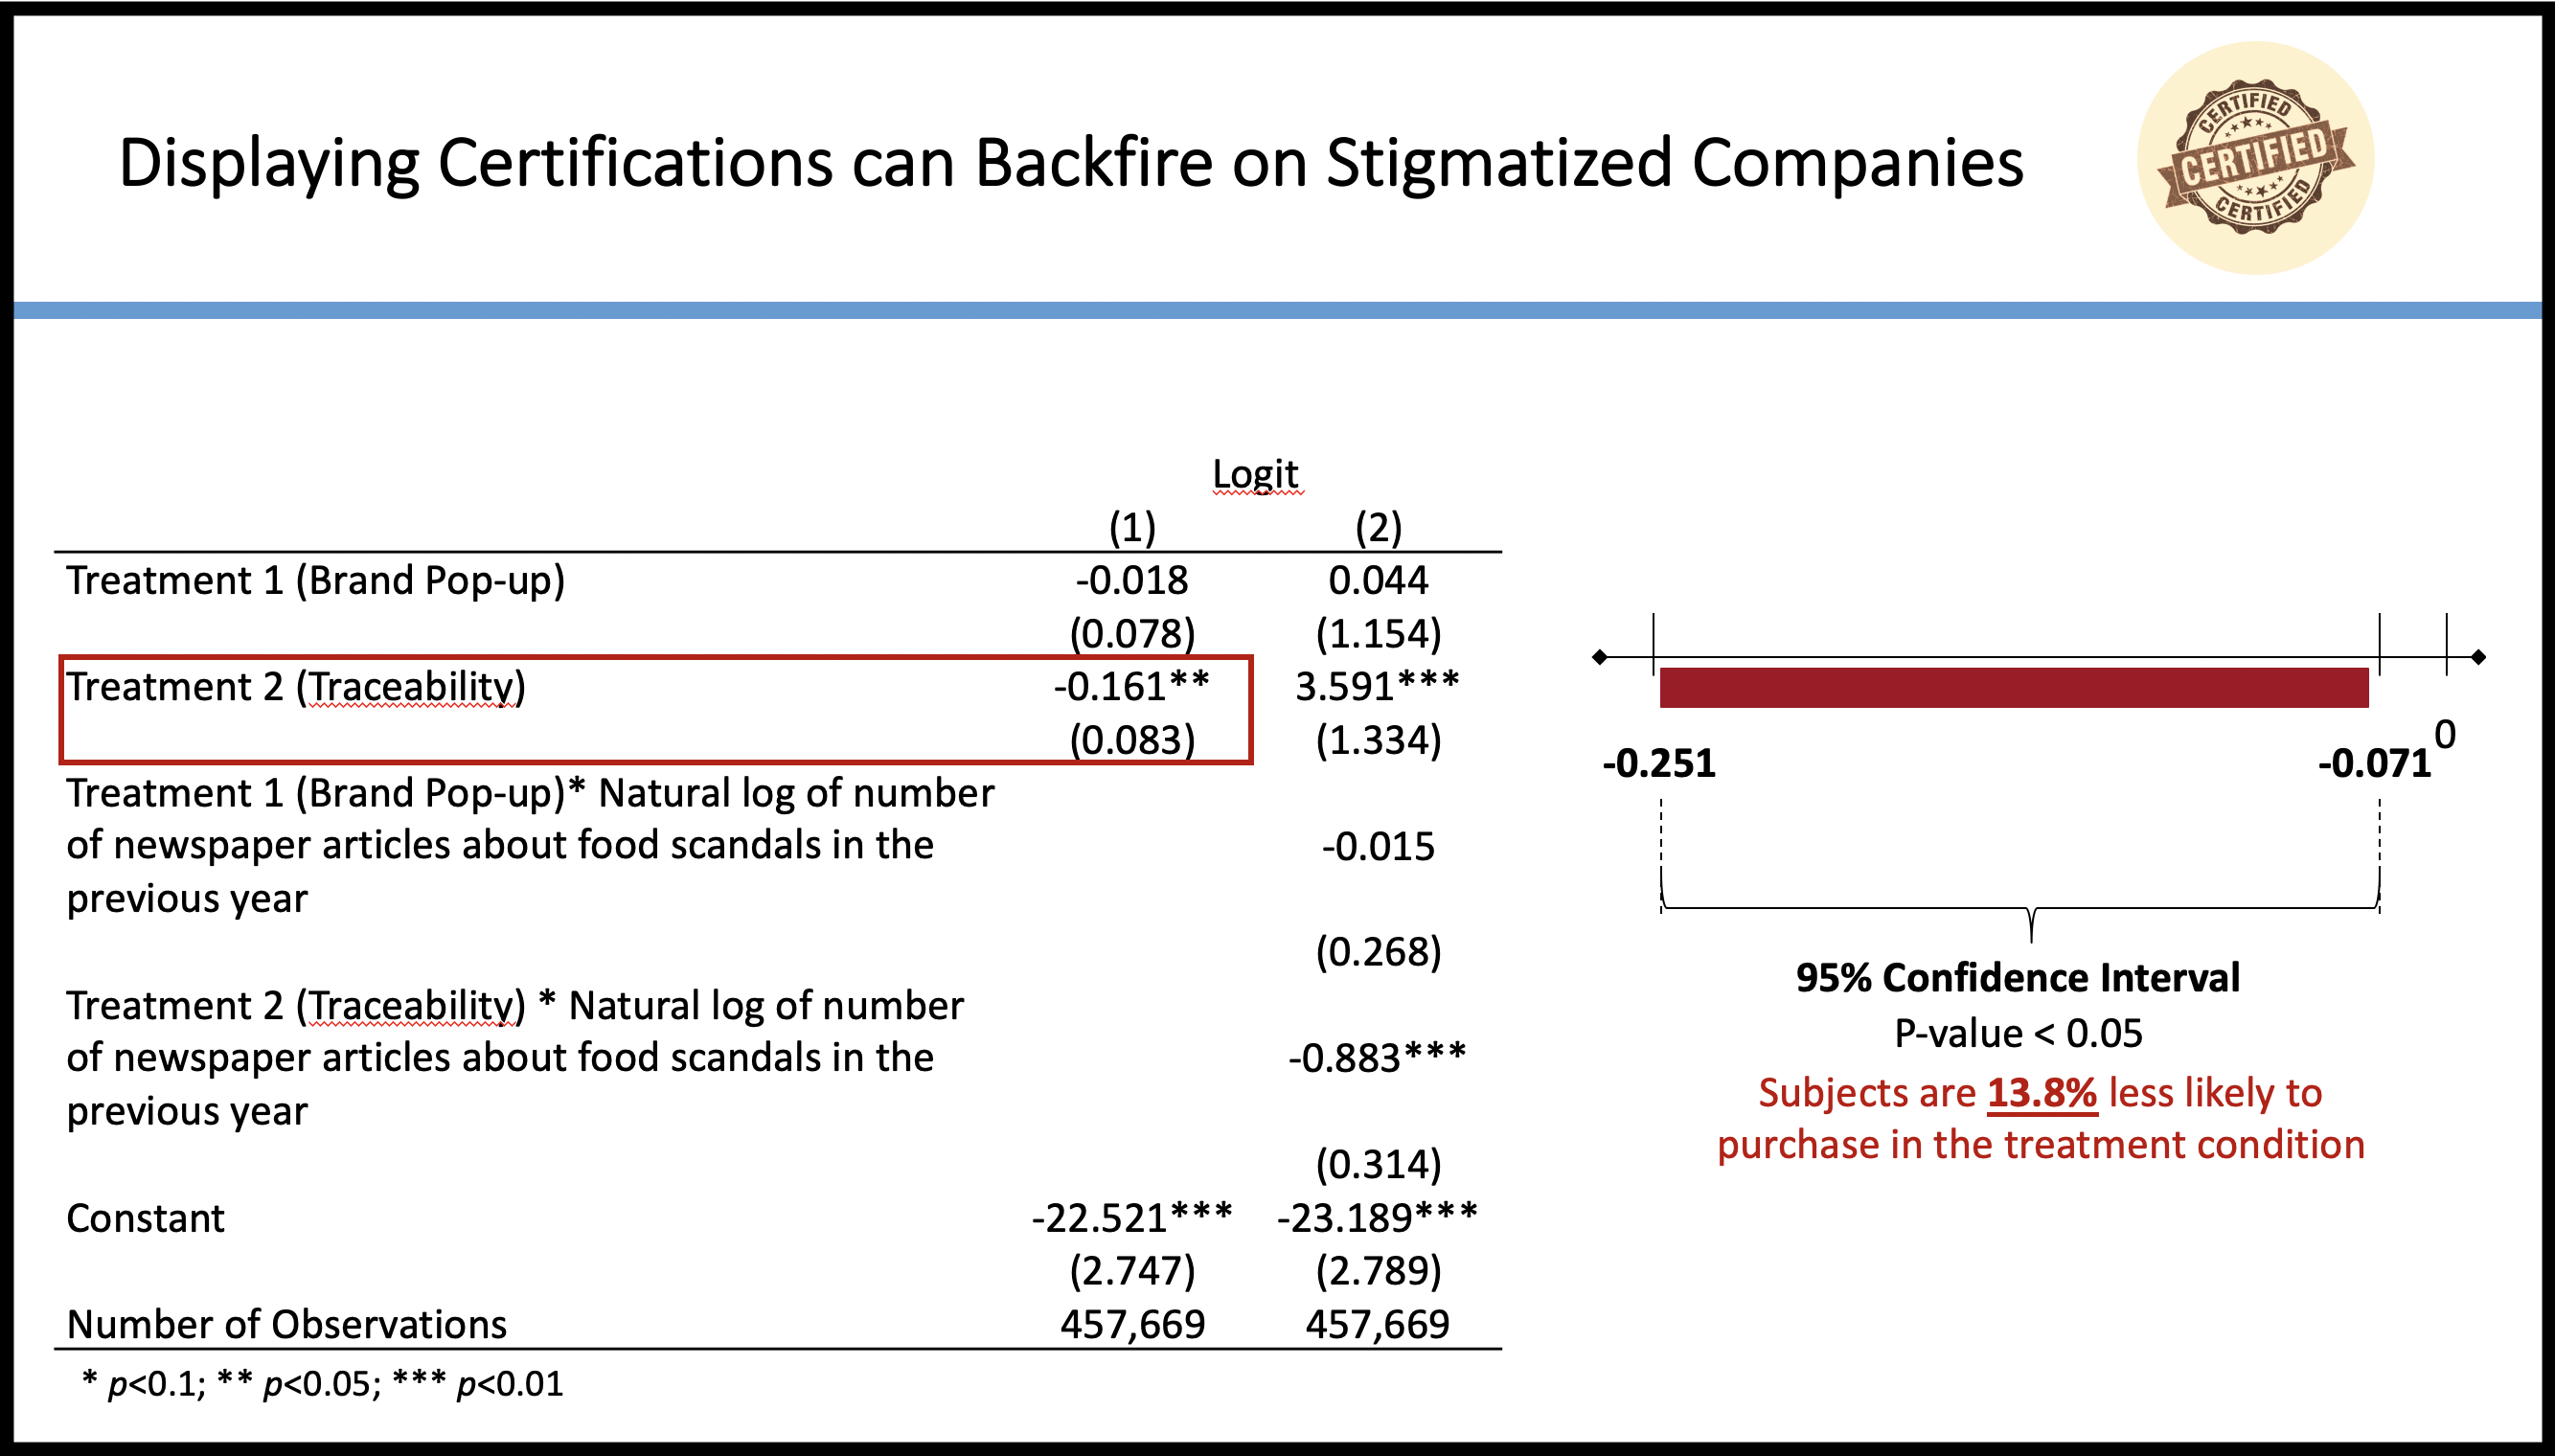 Displaying Certifications can Backfire on Stigmatized Companies
CERTIFIED
CERTIFIED
CERTIFIED
Logit
(1) (2)
Treatment 1 (Brand Pop-up) -0.018 0.044
(0.078) (1.154)
Treatment 2 (Traceability) -0.161** 3.591***
(0.083) (1.334)
Treatment 1 (Brand Pop-up)* Natural log of number
of newspaper articles about food scandals in the -0.015
previous year
(0.268)
Treatment 2 (Traceability) * Natural log of number
of newspaper articles about food scandals in the -0.883***
previous year
(0.314)
Constant -22.521*** -23.189***
(2.747) (2.789)
Number of Observations 457,669 457,669
* p<0.1; ** p<0.05; *** p<0.01
0
-0.251 -0.071
95% Confidence Interval
P-value < 0.05
Subjects are 13.8% less likely to
purchase in the treatment condition